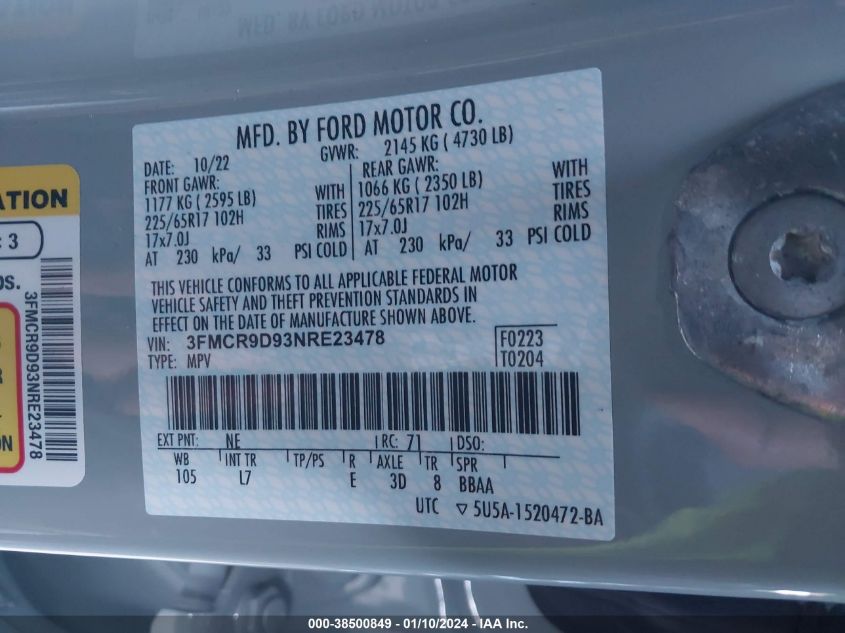 MFD. BY FORD MOTOR CO.
DATE: 10/22
GVWR: 2145 KG ( 4730 LB)
FRONT GAWR:
1177 KG ( 2595 LB) WITH
225/65R17 102H TIRES
17x7.0J RIMS
AT 230 kPa/ 33 PSI COLD
REAR GAWR: WITH
1066 KG ( 2350 LB) TIRES
225/65R17 102H RIMS
17x7.0J
AT 230 kPa/ 33 PSI COLD
THIS VEHICLE CONFORMS TO ALL APPLICABLE FEDERAL MOTOR
VEHICLE SAFETY AND THEFT PREVENTION STANDARDS IN
EFFECT ON THE DATE OF MANUFACTURE SHOWN ABOVE.
VIN: 3FMCR9D93NRE23478
TYPE: MPV
F0223
T0204
EXT PNT: NE RC: 71 DSO:
WB INT TR TP/PS R AXLE TR SPR
105 L7 E 3D 8 BBAA
UTC ▽ 5U5A-1520472-BA
ATION
: 3
3FMCR9D93NRE23478
000-38500849 - 01/10/2024 - IAA Inc.